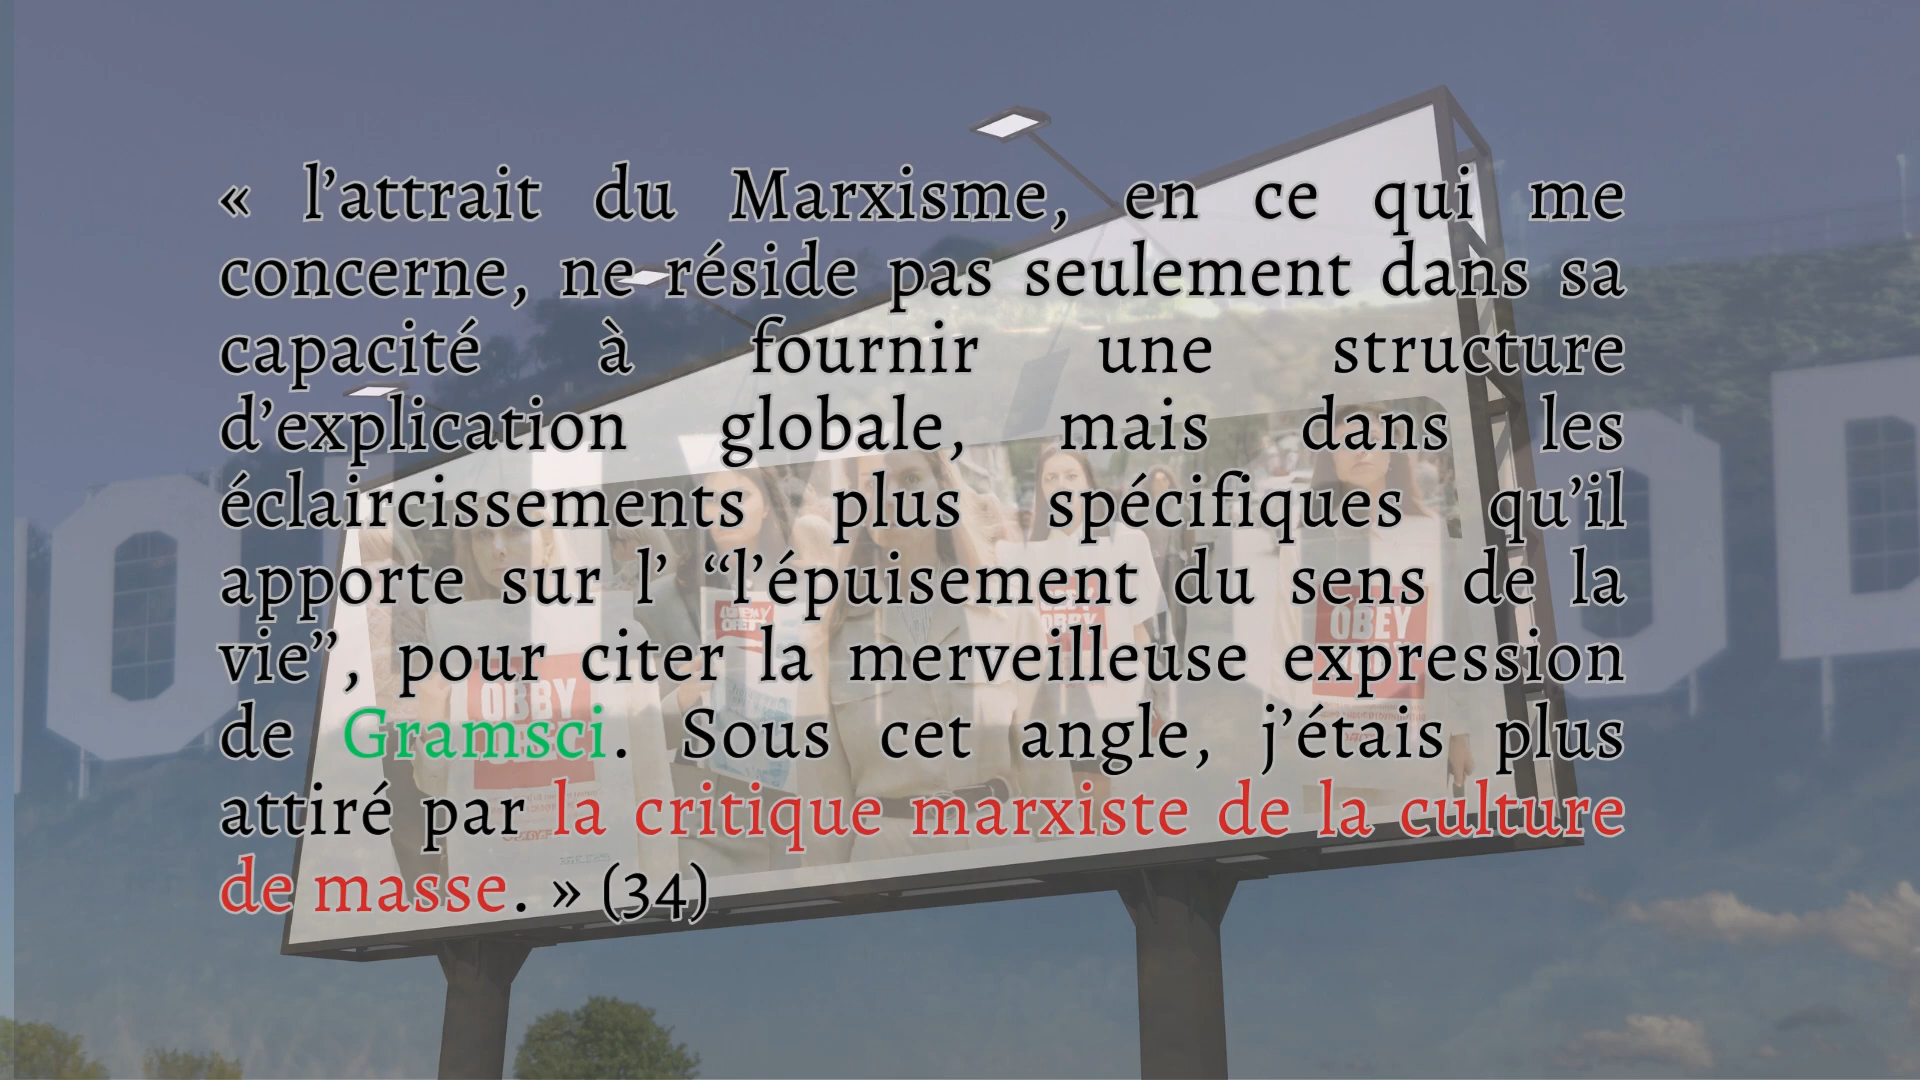 « l’attrait du Marxisme, en ce qui me
concerne, ne réside pas seulement dans sa
capacité à fournir une structure
d’explication globale, mais dans les
éclaircissements plus spécifiques qu’il
apporte sur l’ “l’épuisement du sens de la
vie”, pour citer la merveilleuse expression
de Gramsci. Sous cet angle, j’étais plus
attiré par la critique marxiste de la culture
de masse. » (34)
OBEY
OBBY